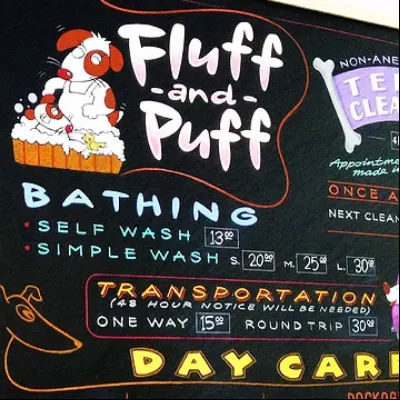 Fluff
-and-
Puff
BATHING
• SELF WASH 13⁰⁰
• SIMPLE WASH S. 20⁰⁰ M. 25⁰⁰ L. 30⁰⁰
TRANSPORTATION
(48 HOUR NOTICE WILL BE NEEDED)
ONE WAY 15⁰⁰ ROUND TRIP 30⁰⁰
DAY CAR
NON-ANE
TE
CLEA
Appointme
made i
ONCE A
NEXT CLEAN